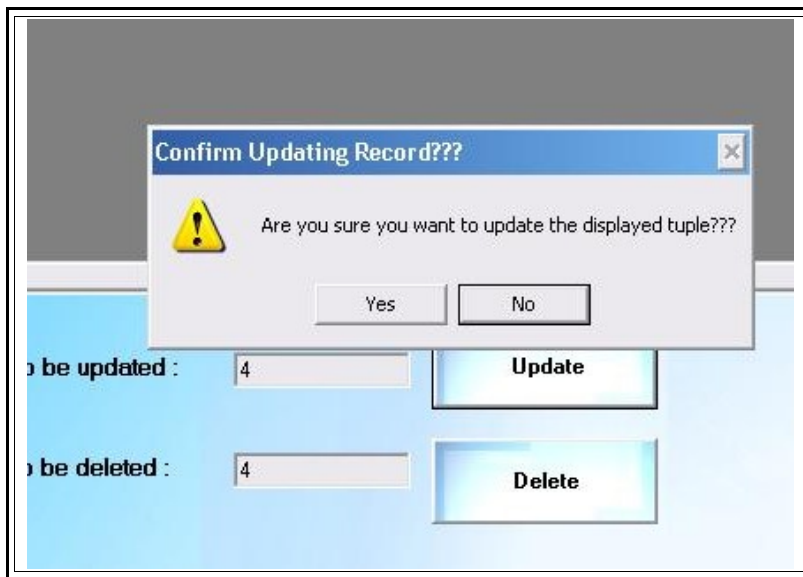 Confirm Updating Record???
Are you sure you want to update the displayed tuple???
Yes No
o be updated : 4 Update
o be deleted : 4 Delete